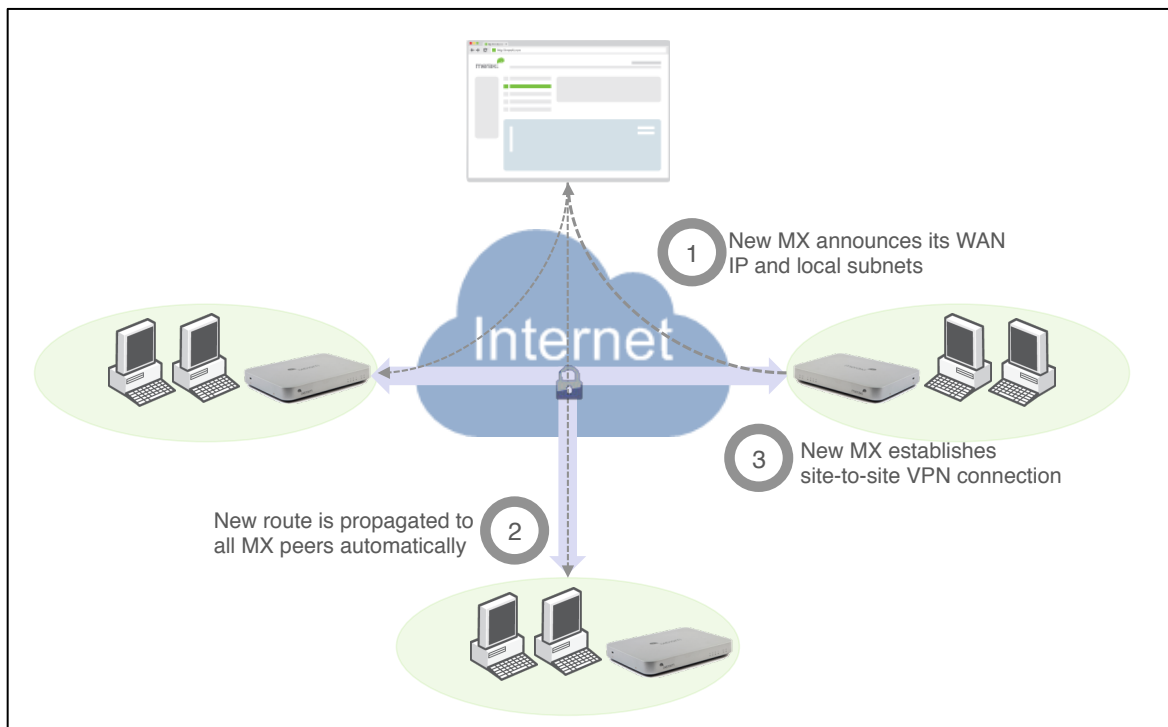 meraki
1
New MX announces its WAN
IP and local subnets
Internet
3
New MX establishes
site-to-site VPN connection
New route is propagated to
all MX peers automatically
2